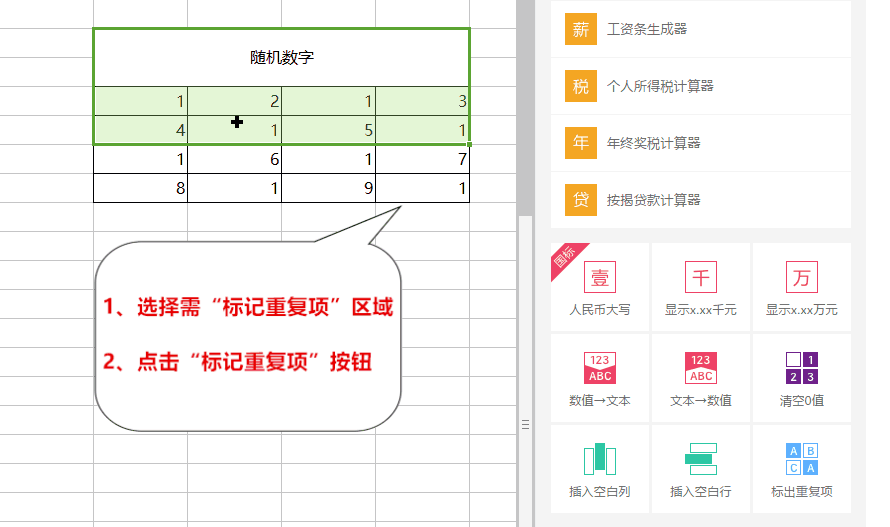 随机数字
1 2 1 3
4 1 5 1
1 6 1 7
8 1 9 1
1、选择需“标记重复项”区域
2、点击“标记重复项”按钮
薪 工资条生成器
税 个人所得税计算器
年 年终奖税计算器
贷 按揭贷款计算器
国标
壹 千 万
人民币大写 显示x.xx千元 显示x.xx万元
123 123 1
ABC ABC 2 3
数值→文本 文本→数值 清空0值
A B
C A
插入空白列 插入空白行 标出重复项